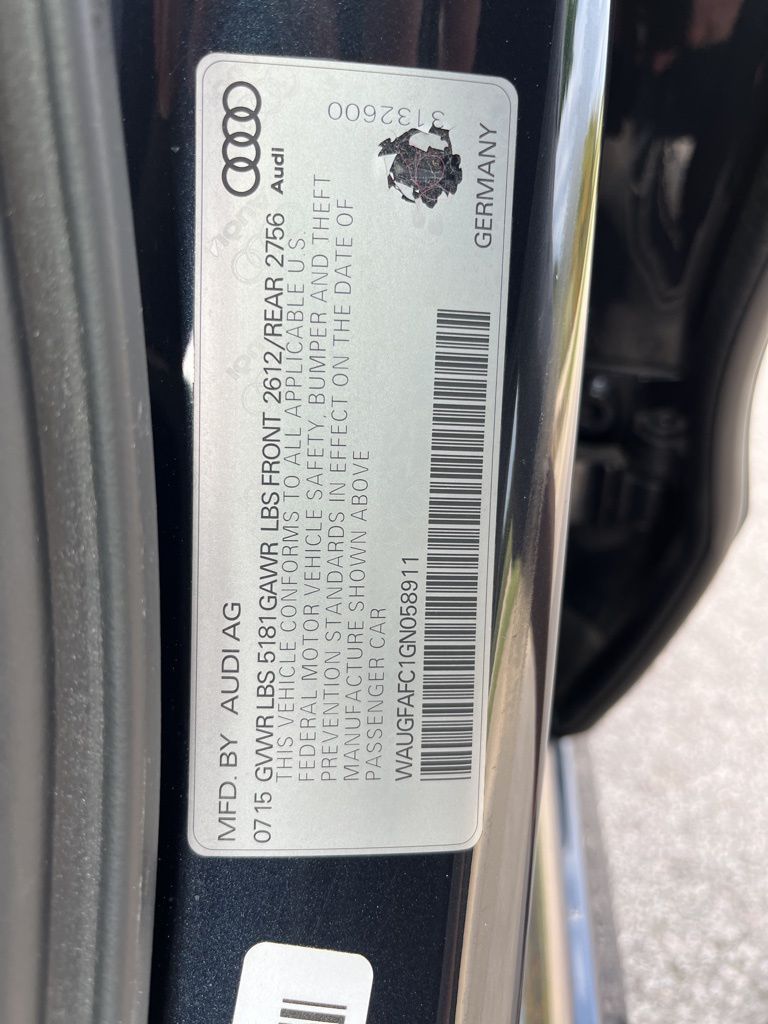 MFD. BY AUDI AG
0715 GVWR LBS 5181 GAWR LBS FRONT 2612/REAR 2756
THIS VEHICLE CONFORMS TO ALL APPLICABLE U.S.
FEDERAL MOTOR VEHICLE SAFETY, BUMPER AND THEFT
PREVENTION STANDARDS IN EFFECT ON THE DATE OF
MANUFACTURE SHOWN ABOVE
PASSENGER CAR
WAUGFAFC1GN058911
Audi
3132600
GERMANY